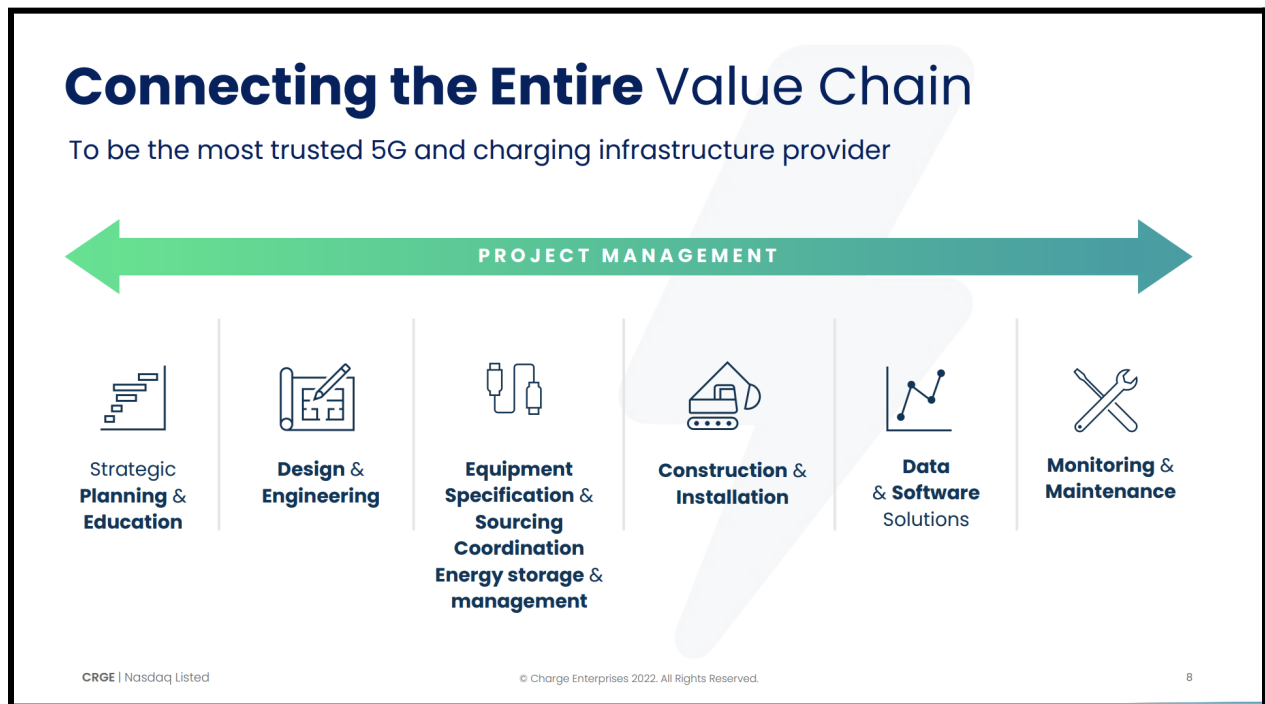 Connecting the Entire Value Chain
To be the most trusted 5G and charging infrastructure provider
PROJECT MANAGEMENT
Strategic
Planning &
Education
Design &
Engineering
Equipment
Specification &
Sourcing
Coordination
Energy storage &
management
Construction &
Installation
Data
& Software
Solutions
Monitoring &
Maintenance
CRGE | Nasdaq Listed
© Charge Enterprises 2022. All Rights Reserved.
8